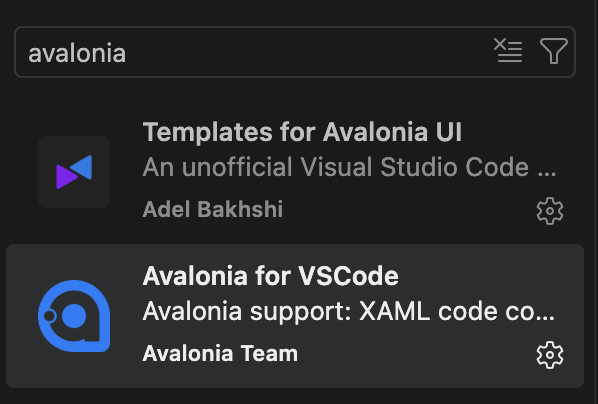 avalonia
Templates for Avalonia UI
An unofficial Visual Studio Code ...
Adel Bakhshi
Avalonia for VSCode
Avalonia support: XAML code co...
Avalonia Team